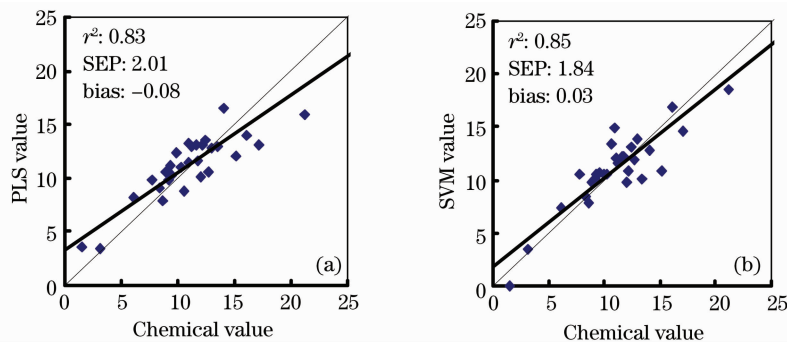 25
20
15
10
5
0
PLS value
r²: 0.83
SEP: 2.01
bias: −0.08
(a)
0 5 10 15 20 25
Chemical value
25
20
15
10
5
0
SVM value
r²: 0.85
SEP: 1.84
bias: 0.03
(b)
0 5 10 15 20 25
Chemical value